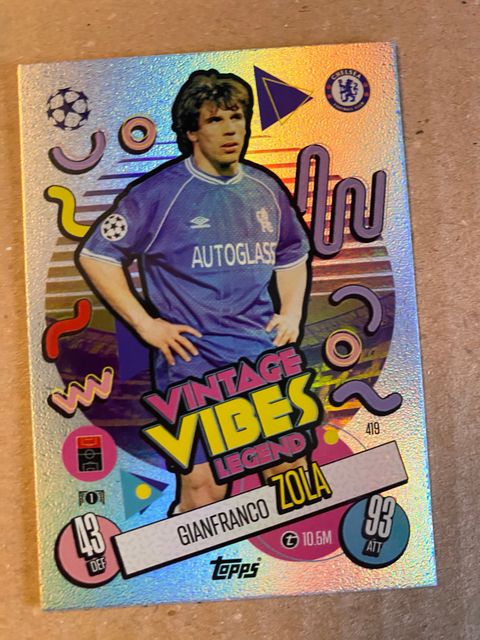 CHELSEA
umbro
AUTOGLASS
VINTAGE
VIBES
LEGEND
419
GIANFRANCO ZOLA
1
43
DEF
10.5M
93
ATT
topps